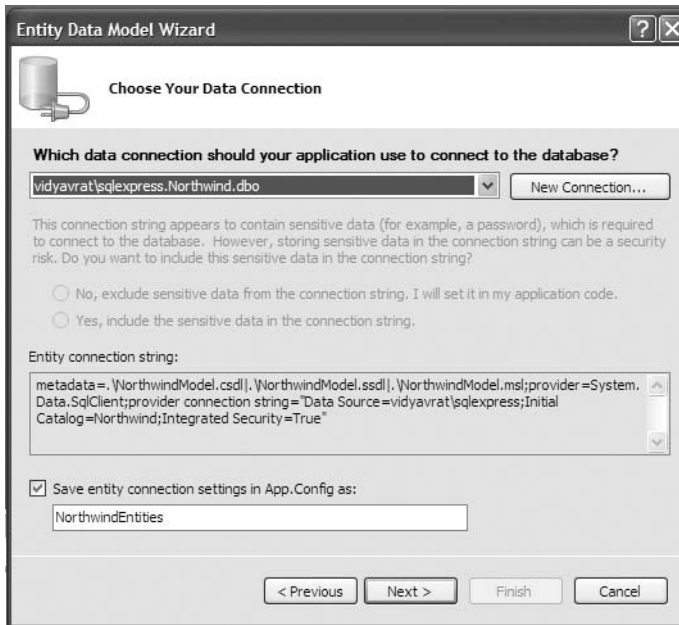 Entity Data Model Wizard
Choose Your Data Connection
Which data connection should your application use to connect to the database?
vidyavrat\sqlexpress.Northwind.dbo
New Connection...
This connection string appears to contain sensitive data (for example, a password), which is required
to connect to the database. However, storing sensitive data in the connection string can be a security
risk. Do you want to include this sensitive data in the connection string?
No, exclude sensitive data from the connection string. I will set it in my application code.
Yes, include the sensitive data in the connection string.
Entity connection string:
metadata=.\NorthwindModel.csdl|.\NorthwindModel.ssdl|.\NorthwindModel.msl;provider=System.
Data.SqlClient;provider connection string="Data Source=vidyavrat\sqlexpress;Initial
Catalog=Northwind;Integrated Security=True"
Save entity connection settings in App.Config as:
NorthwindEntities
< Previous
Next >
Finish
Cancel